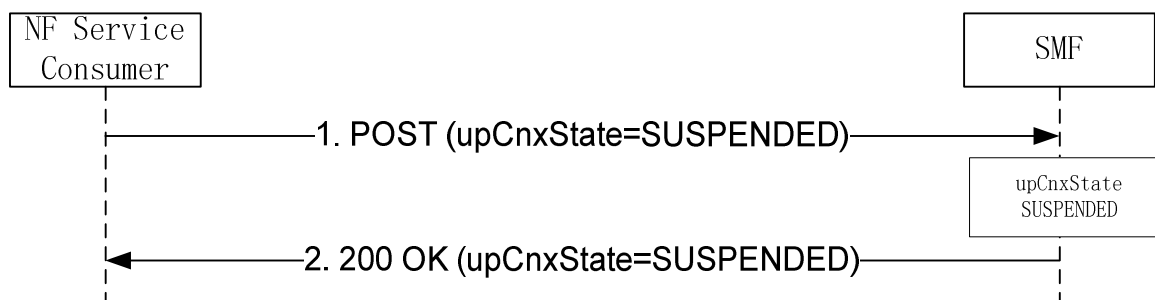 NF Service
Consumer
SMF
1. POST (upCnxState=SUSPENDED)
upCnxState
SUSPENDED
2. 200 OK (upCnxState=SUSPENDED)